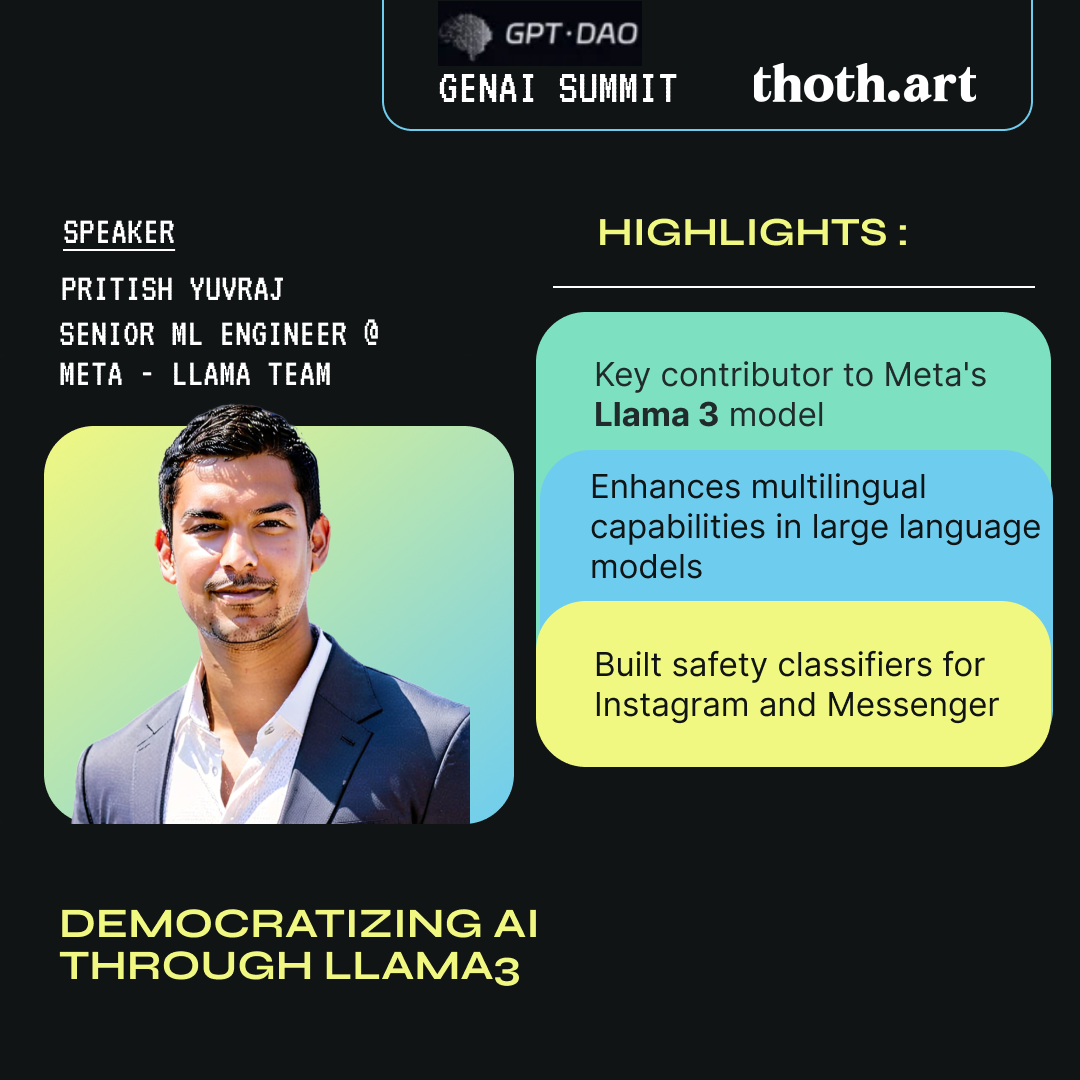 GPT·DAO
GENAI SUMMIT
thoth.art
SPEAKER
PRITISH YUVRAJ
SENIOR ML ENGINEER @
META - LLAMA TEAM
HIGHLIGHTS :
Key contributor to Meta's
Llama 3 model
Enhances multilingual
capabilities in large language
models
Built safety classifiers for
Instagram and Messenger
DEMOCRATIZING AI
THROUGH LLAMA3